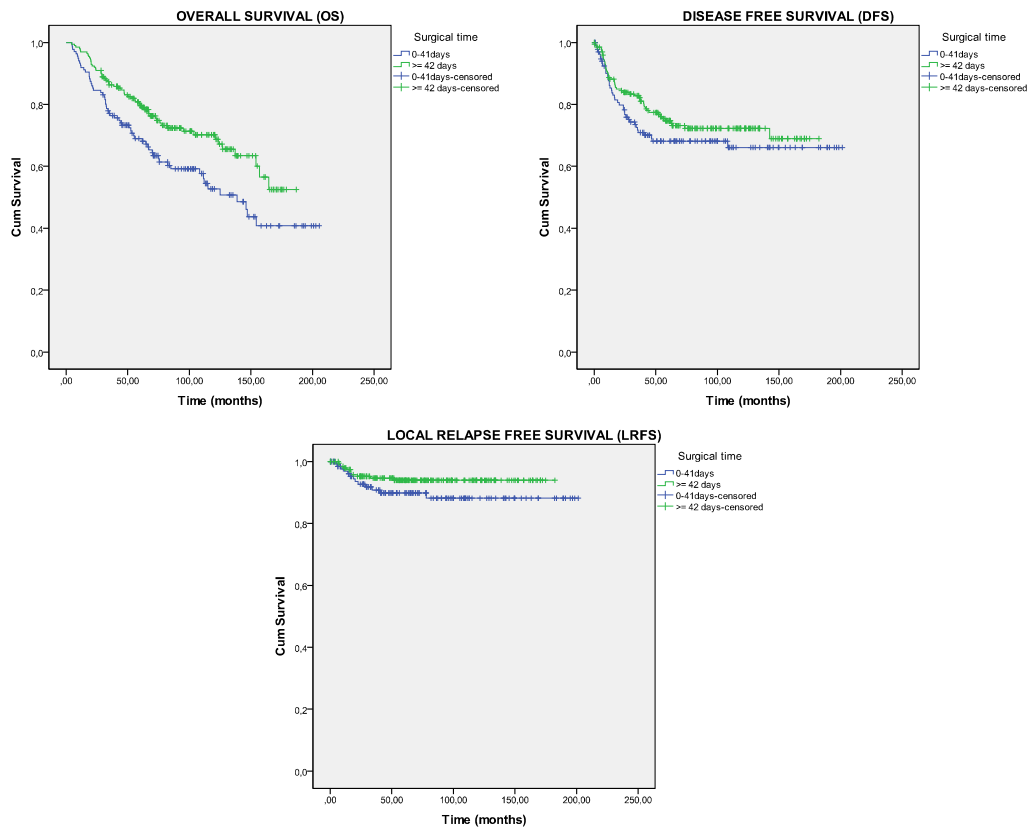 OVERALL SURVIVAL (OS)
Cum Survival
1,0
0,8
0,6
0,4
0,2
0,0
,00
50,00
100,00
150,00
200,00
250,00
Time (months)
Surgical time
0-41days
>= 42 days
0-41days-censored
>= 42 days-censored
DISEASE FREE SURVIVAL (DFS)
Cum Survival
1,0
0,8
0,6
0,4
0,2
0,0
,00
50,00
100,00
150,00
200,00
250,00
Time (months)
Surgical time
0-41days
>= 42 days
0-41days-censored
>= 42 days-censored
LOCAL RELAPSE FREE SURVIVAL (LRFS)
Cum Survival
1,0
0,8
0,6
0,4
0,2
0,0
,00
50,00
100,00
150,00
200,00
250,00
Time (months)
Surgical time
0-41days
>= 42 days
0-41days-censored
>= 42 days-censored